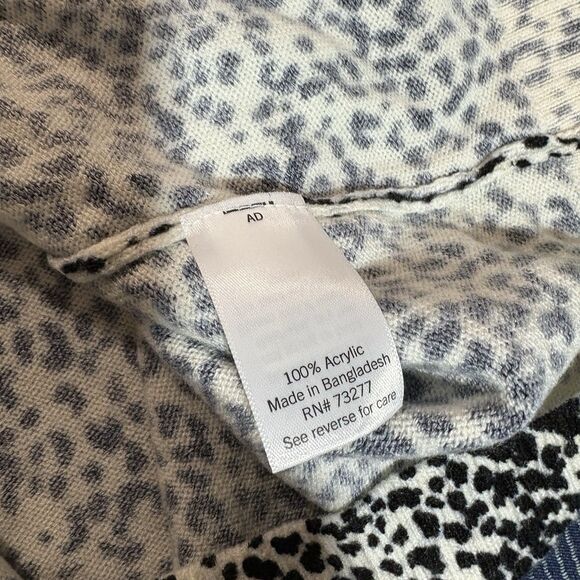 AD
100% Acrylic
Made in Bangladesh
RN# 73277
See reverse for care